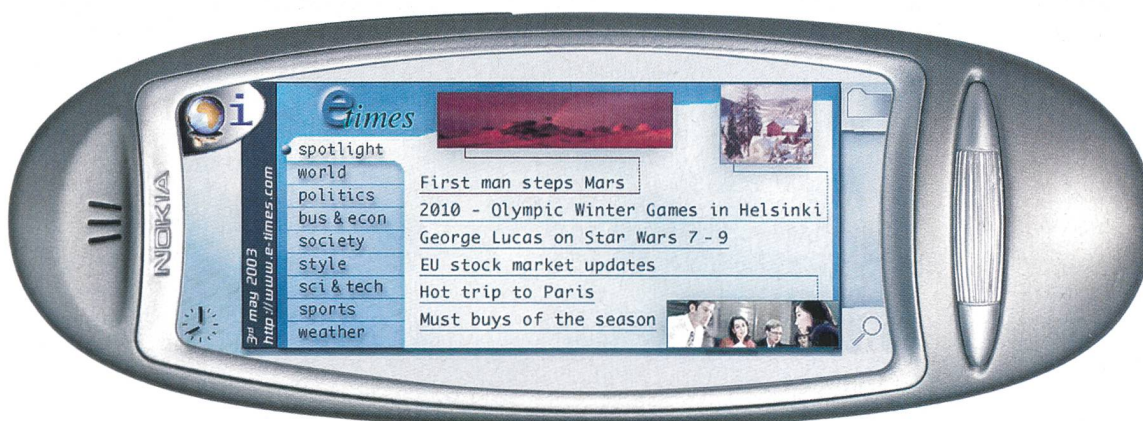 NOKIA
i
3rd may 2003
http://www.e-times.com
etimes
spotlight
world
politics
bus & econ
society
style
sci & tech
sports
weather
First man steps Mars
2010 - Olympic Winter Games in Helsinki
George Lucas on Star Wars 7 - 9
EU stock market updates
Hot trip to Paris
Must buys of the season